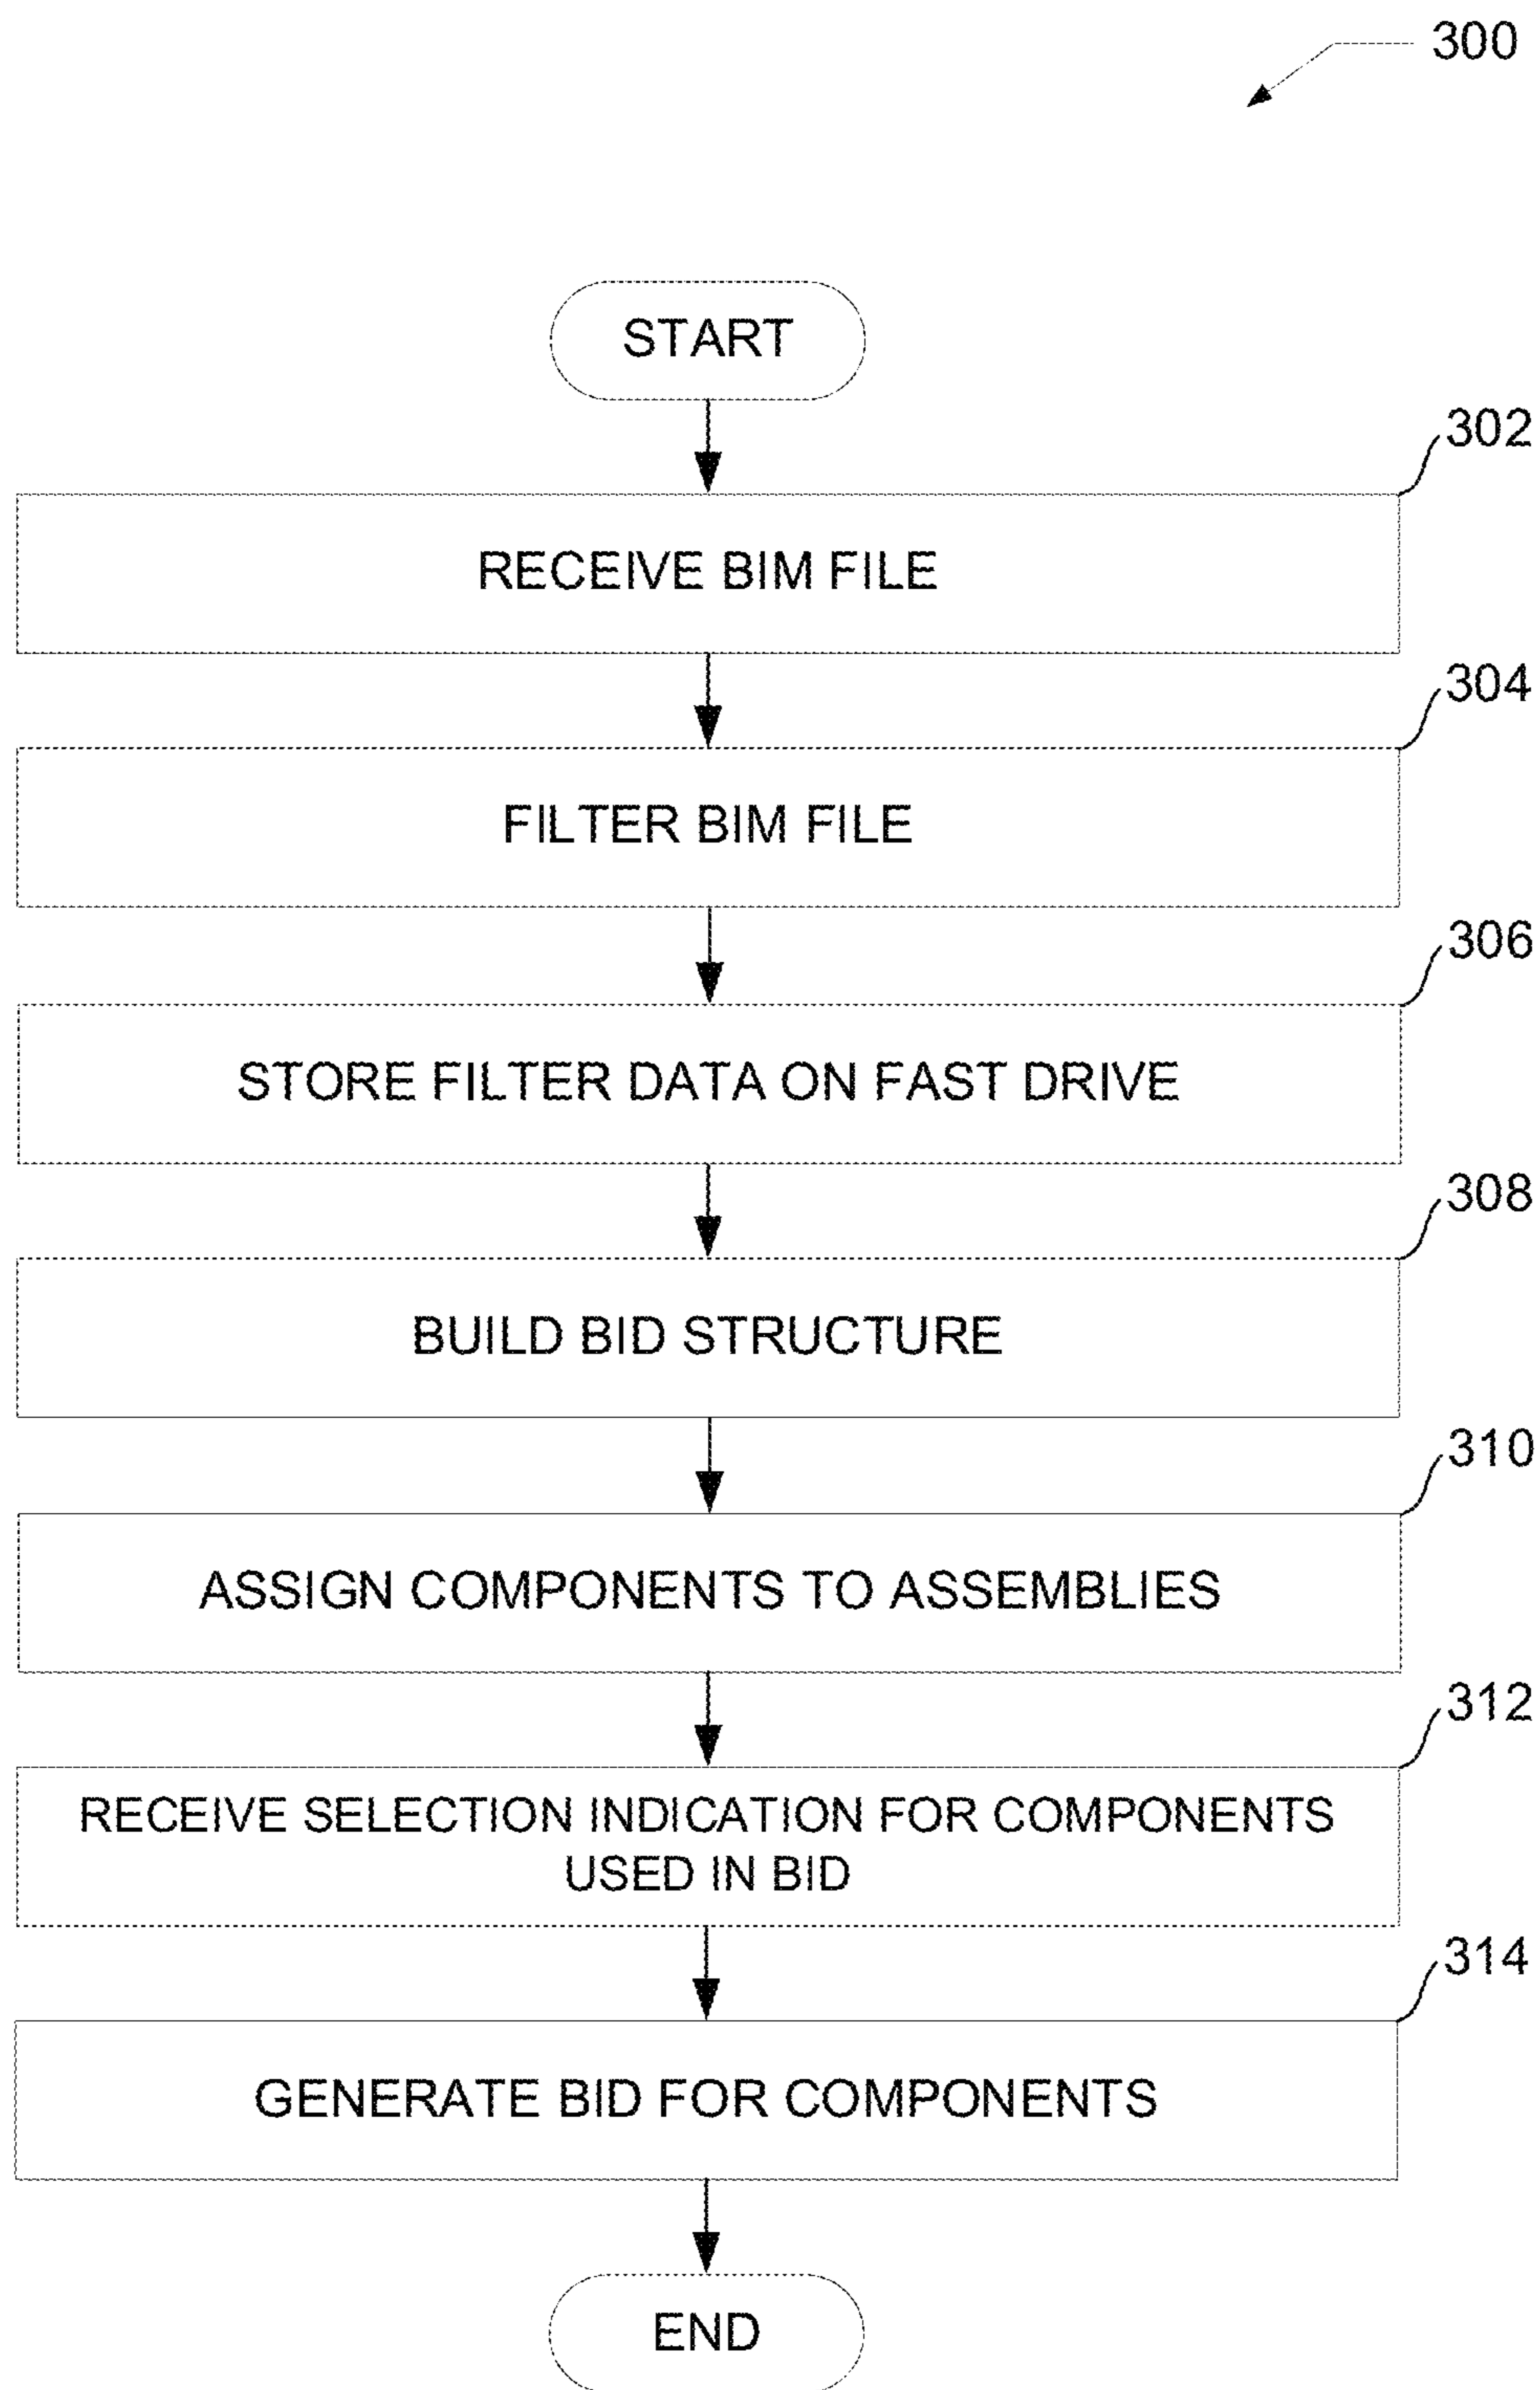 300
START
302
RECEIVE BIM FILE
304
FILTER BIM FILE
306
STORE FILTER DATA ON FAST DRIVE
308
BUILD BID STRUCTURE
310
ASSIGN COMPONENTS TO ASSEMBLIES
312
RECEIVE SELECTION INDICATION FOR COMPONENTS
USED IN BID
314
GENERATE BID FOR COMPONENTS
END